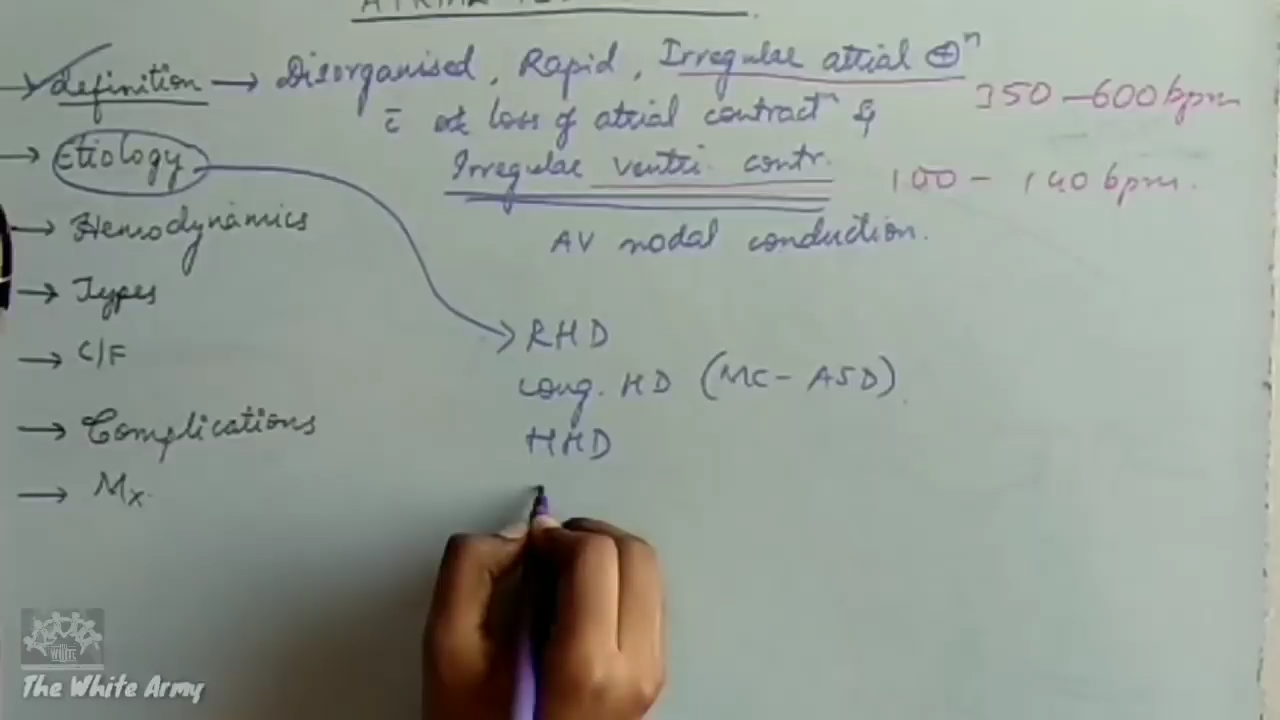 → Definition → Disorganised, Rapid, Irregular atrial ⊕ⁿ
350 – 600 bpm
c̄ loss of atrial contractⁿ &
Irregular ventri. contr.
100 – 140 bpm.
AV nodal conduction.
→ Etiology
→ Hemodynamics
→ Types
→ C/F
→ Complications
→ Mx
RHD
cong. HD (MC – ASD).
HHD
The White Army